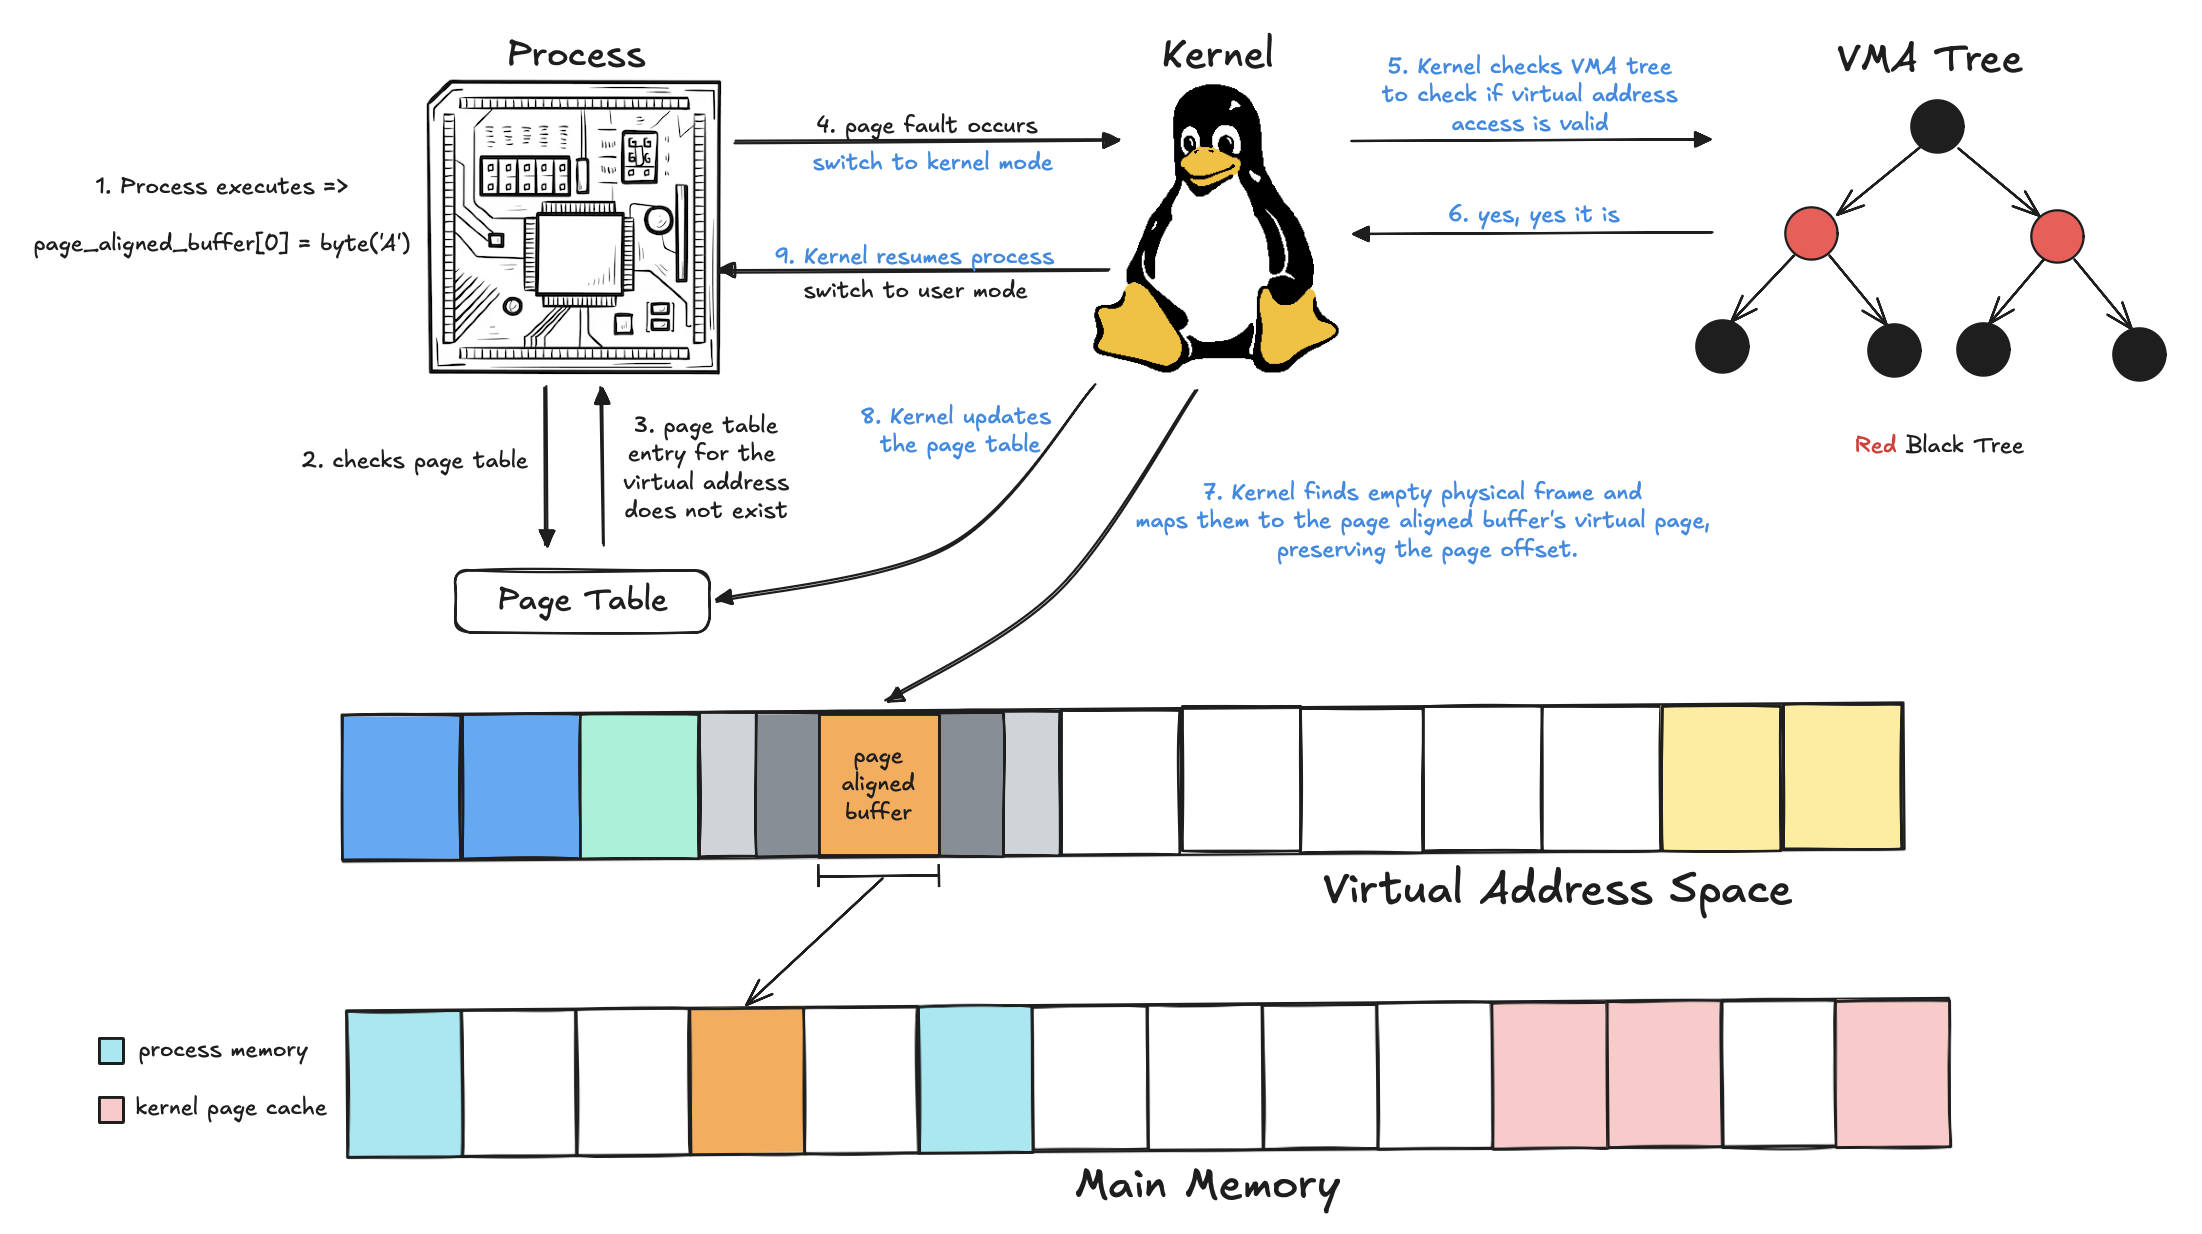 Process
Kernel
VMA Tree
1. Process executes =>
page_aligned_buffer[0] = byte('A')
4. page fault occurs
switch to kernel mode
5. Kernel checks VMA tree
to check if virtual address
access is valid
6. yes, yes it is
9. Kernel resumes process
switch to user mode
2. checks page table
3. page table
entry for the
virtual address
does not exist
8. Kernel updates
the page table
Red Black Tree
7. Kernel finds empty physical frame and
maps them to the page aligned buffer's virtual page,
preserving the page offset.
Page Table
page
aligned
buffer
Virtual Address Space
process memory
kernel page cache
Main Memory